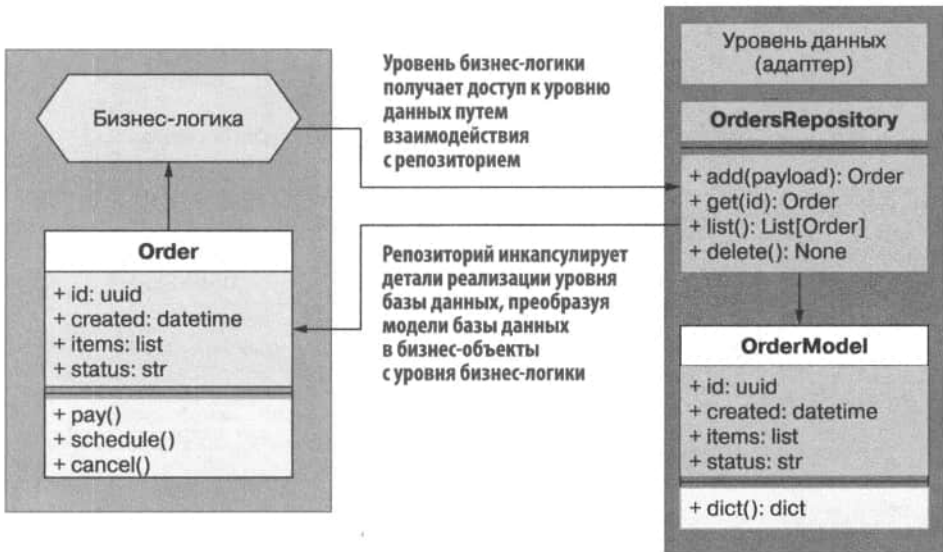 Бизнес-логика
Order
+ id: uuid
+ created: datetime
+ items: list
+ status: str
+ pay()
+ schedule()
+ cancel()
Уровень бизнес-логики
получает доступ к уровню
данных путем
взаимодействия
с репозиторием
Репозиторий инкапсулирует
детали реализации уровня
базы данных, преобразуя
модели базы данных
в бизнес-объекты
с уровня бизнес-логики
Уровень данных
(адаптер)
OrdersRepository
+ add(payload): Order
+ get(id): Order
+ list(): List[Order]
+ delete(): None
OrderModel
+ id: uuid
+ created: datetime
+ items: list
+ status: str
+ dict(): dict